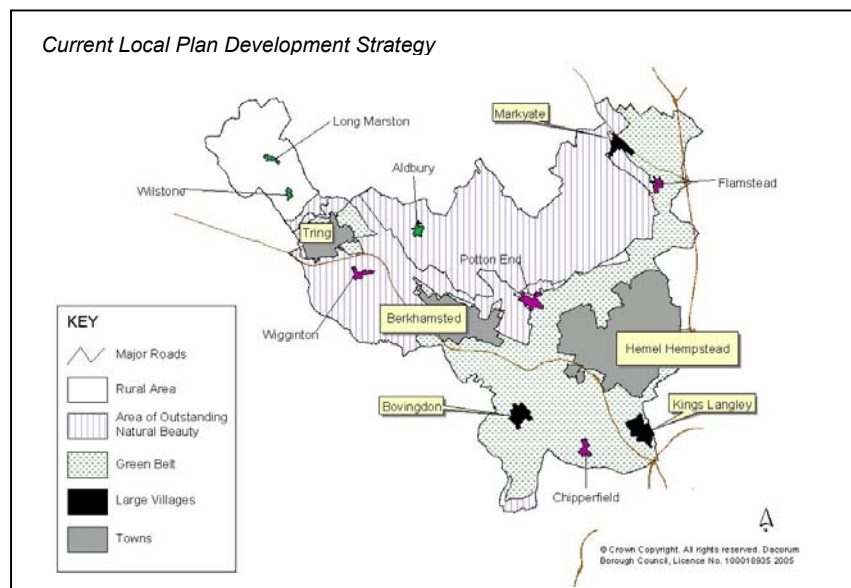 Current Local Plan Development Strategy
Markyate
Long Marston
Aldbury
Wilstone
Flamstead
Tring
Potton End
Wigginton
Berkhamsted
Hemel Hempstead
Bovingdon
Kings Langley
Chipperfield
KEY
Major Roads
Rural Area
Area of Outstanding
Natural Beauty
Green Belt
Large Villages
Towns
N
© Crown Copyright. All rights reserved. Dacorum
Borough Council, Licence No. 100018935 2005